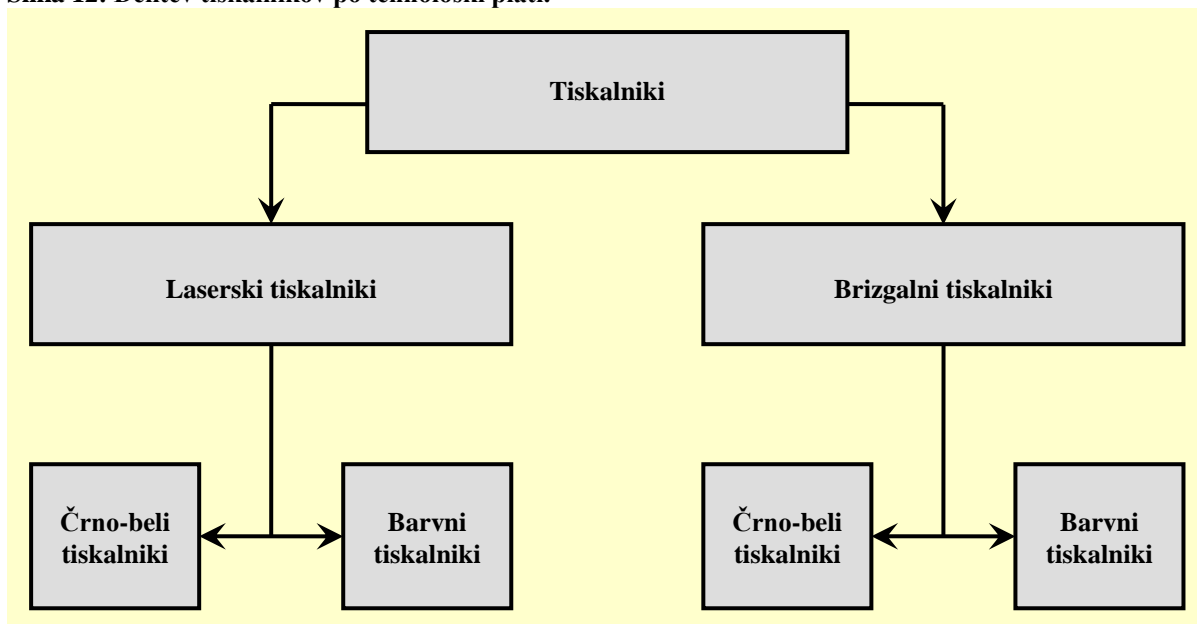 Tiskalniki
Laserski tiskalniki
Brizgalni tiskalniki
Črno-beli
tiskalniki
Barvni
tiskalniki
Črno-beli
tiskalniki
Barvni
tiskalniki